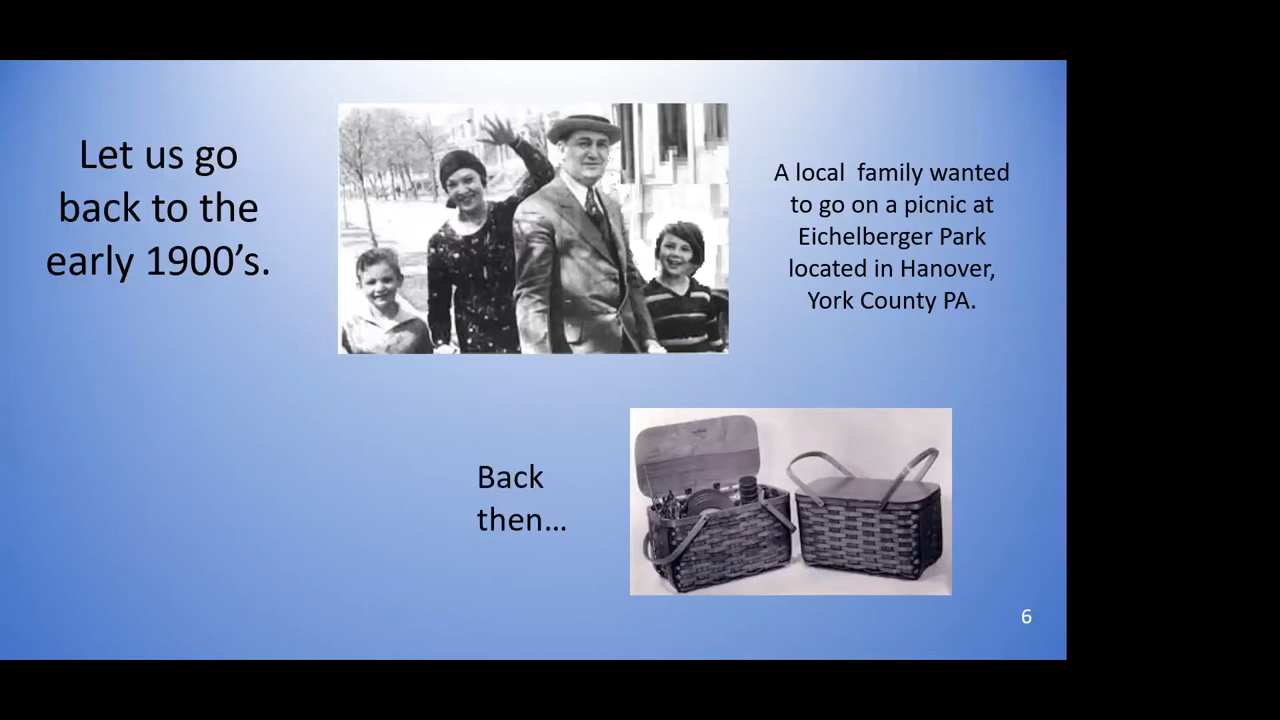 Let us go
back to the
early 1900’s.
A local  family wanted
to go on a picnic at
Eichelberger Park
located in Hanover,
York County PA.
Back
then…
6